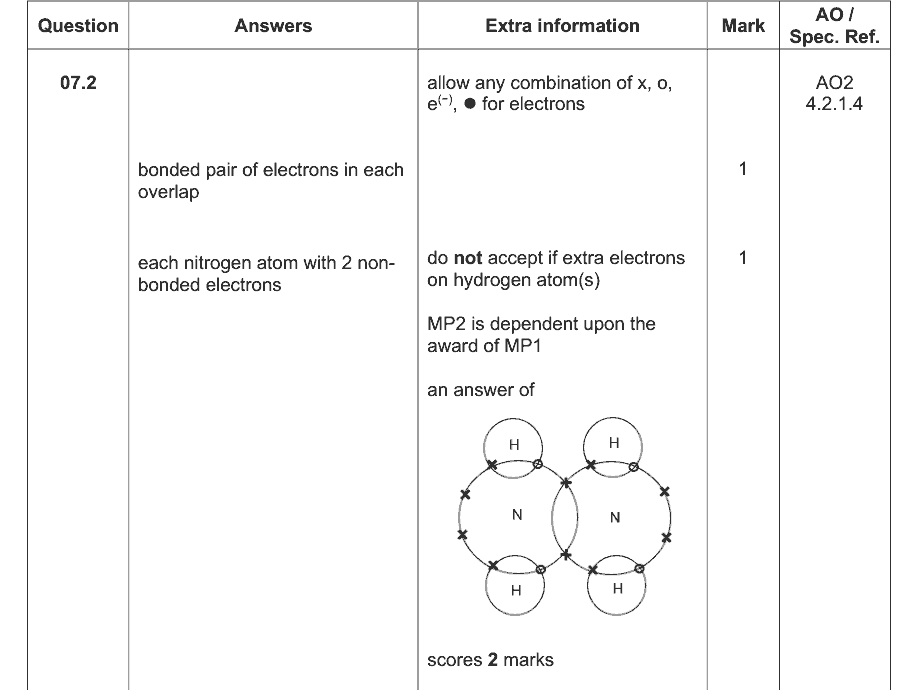 Question Answers Extra information Mark AO /
Spec. Ref.
07.2 allow any combination of x, o, AO2
e(–), ● for electrons 4.2.1.4
bonded pair of electrons in each 1
overlap
each nitrogen atom with 2 non- do not accept if extra electrons 1
bonded electrons on hydrogen atom(s)
MP2 is dependent upon the
award of MP1
an answer of
H H
N N
H H
scores 2 marks